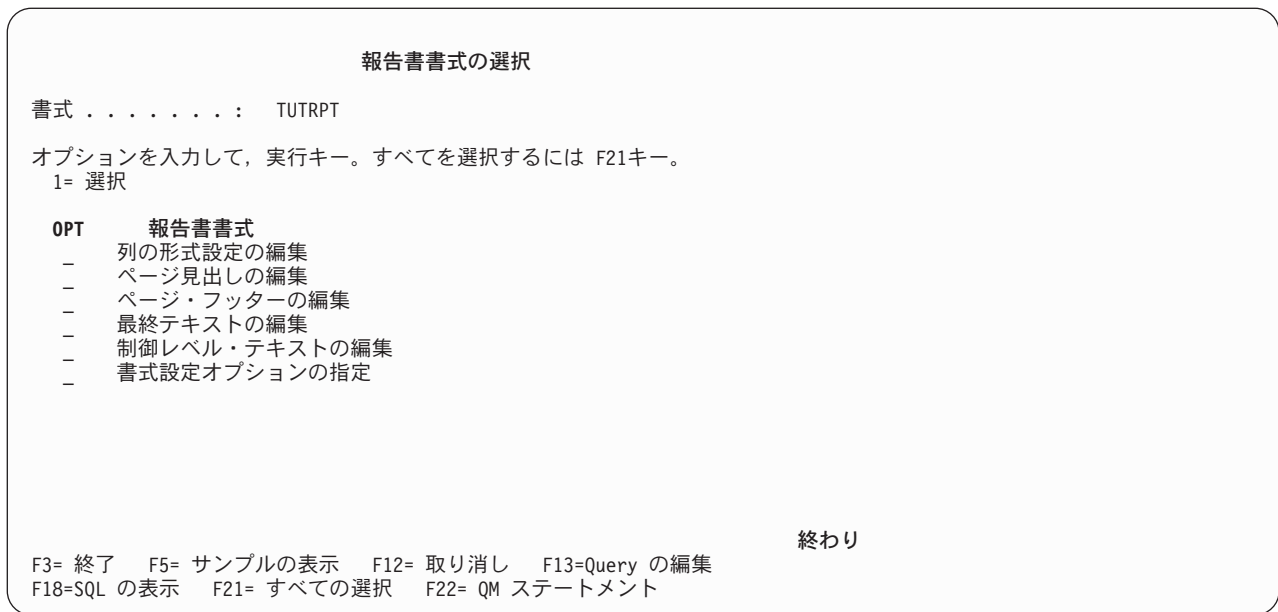 報告書書式の選択
書式 . . . . . . . :   TUTRPT
オプションを入力して, 実行キー。すべてを選択するには F21キー。
1= 選択
OPT 報告書書式
_ 列の形式設定の編集
_ ページ見出しの編集
_ ページ・フッターの編集
_ 最終テキストの編集
_ 制御レベル・テキストの編集
_ 書式設定オプションの指定
終わり
F3= 終了 F5= サンプルの表示 F12= 取り消し F13=Query の編集
F18=SQL の表示 F21= すべての選択 F22= QM ステートメント